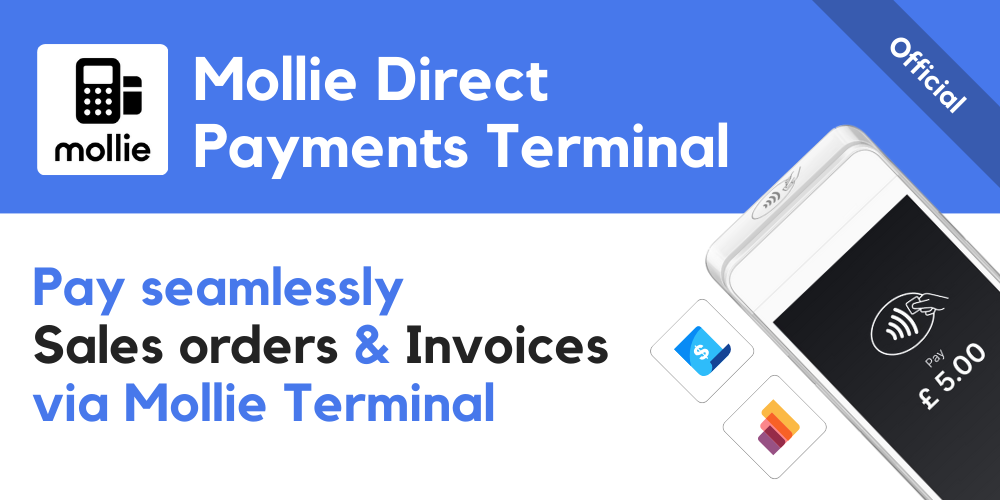 Mollie Direct
Payments Terminal
mollie
Official
Pay seamlessly
Sales orders & Invoices
via Mollie Terminal
$
Pay
£ 5.00